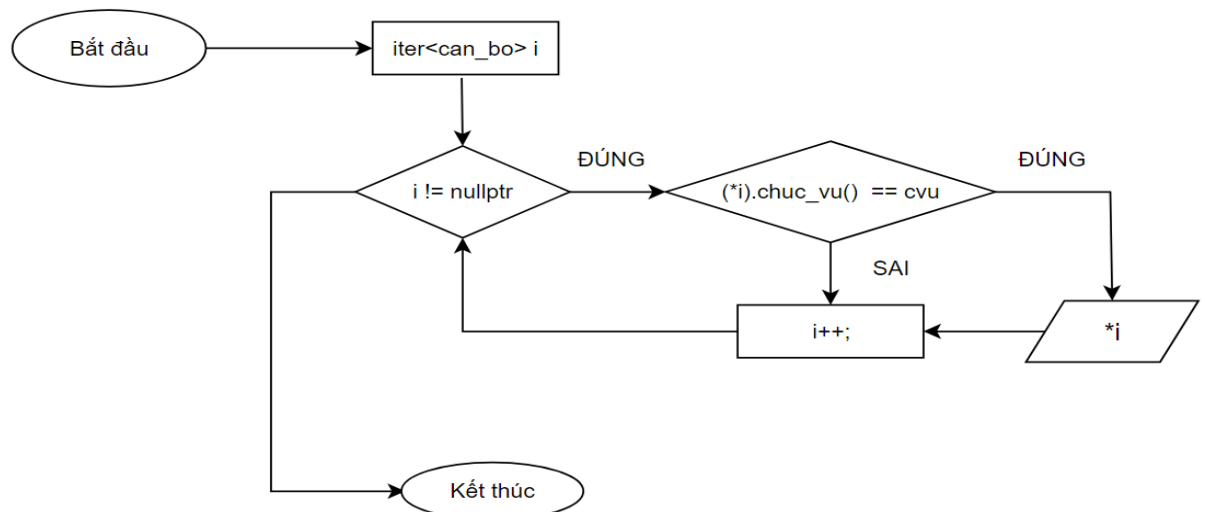 Bắt đầu
iter<can_bo> i
i != nullptr
ĐÚNG
(*i).chuc_vu() == cvu
ĐÚNG
SAI
i++;
*i
Kết thúc